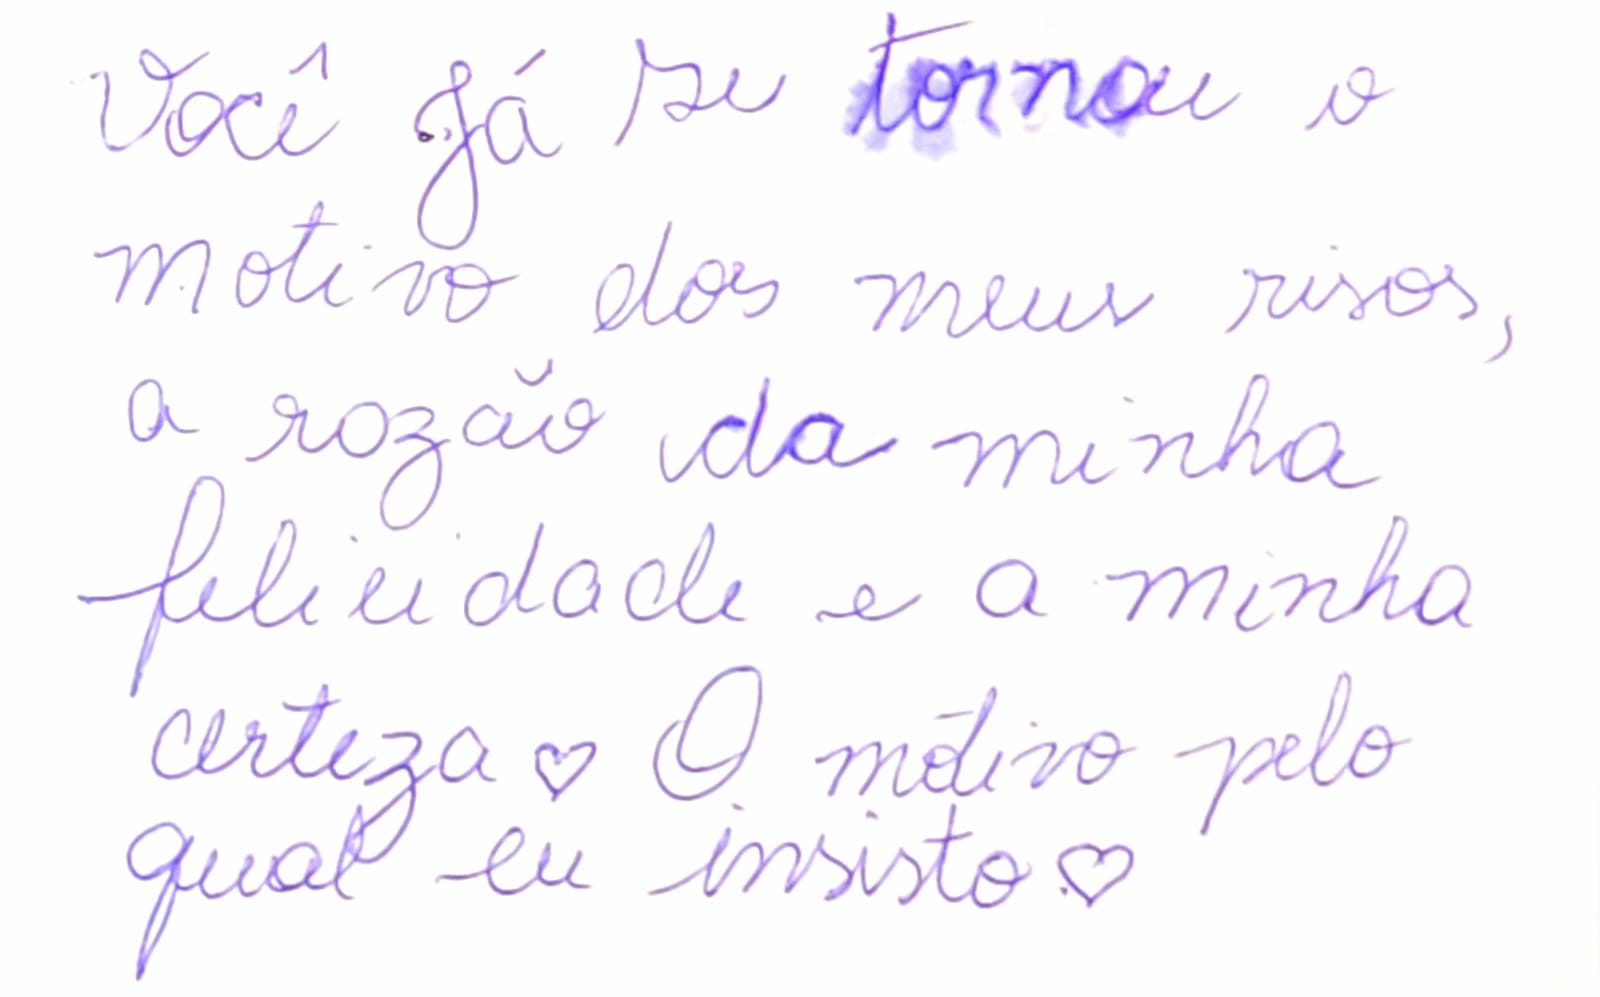 Você já se tornou o
motivo dos meus risos,
a razão da minha
felicidade e a minha
certeza ♡ O motivo pelo
qual eu insisto ♡